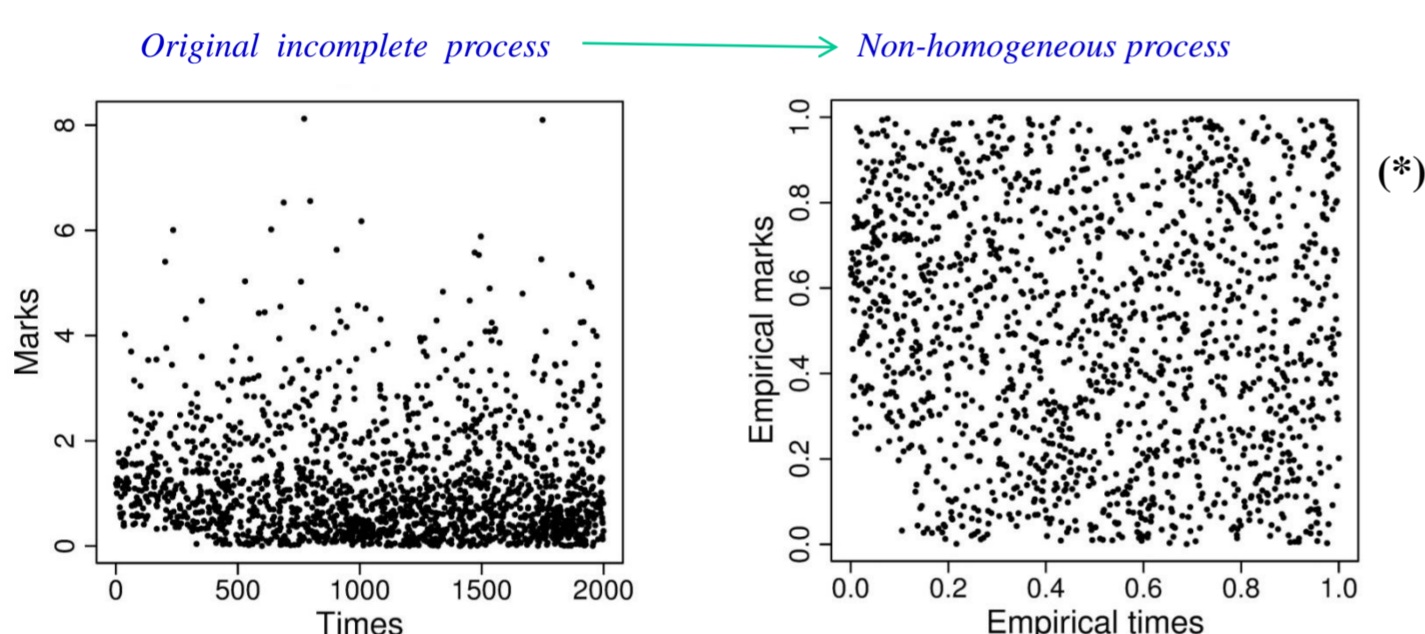 Original incomplete process
Non-homogeneous process
8
6
4
2
0
Marks
0 500 1000 1500 2000
Times
1.0
0.8
0.6
0.4
0.2
0.0
Empirical marks
0.0 0.2 0.4 0.6 0.8 1.0
Empirical times
(*)